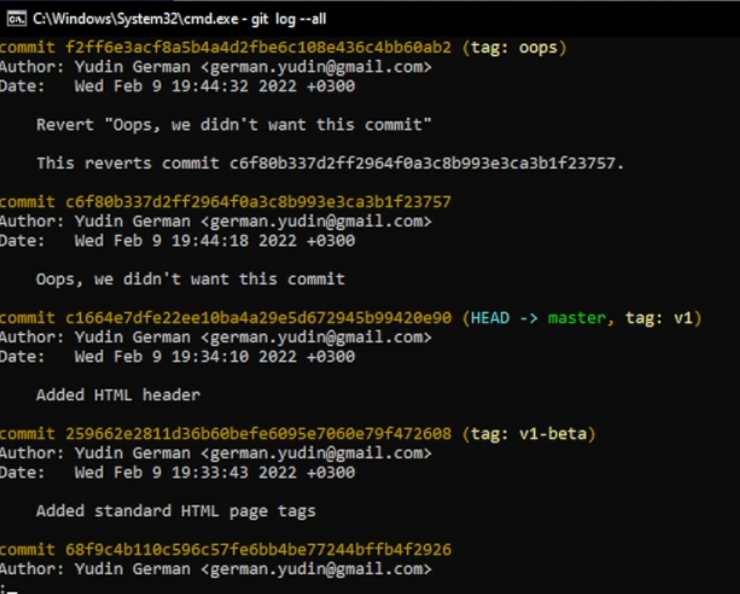 C:\Windows\System32\cmd.exe - git log --all
commit f2ff6e3acf8a5b4a4d2fbe6c108e436c4bb60ab2 (tag: oops)
Author: Yudin German <german.yudin@gmail.com>
Date:   Wed Feb 9 19:44:32 2022 +0300
Revert "Oops, we didn't want this commit"
This reverts commit c6f80b337d2ff2964f0a3c8b993e3ca3b1f23757.
commit c6f80b337d2ff2964f0a3c8b993e3ca3b1f23757
Author: Yudin German <german.yudin@gmail.com>
Date:   Wed Feb 9 19:44:18 2022 +0300
Oops, we didn't want this commit
commit c1664e7dfe22ee10ba4a29e5d672945b99420e90 (HEAD -> master, tag: v1)
Author: Yudin German <german.yudin@gmail.com>
Date:   Wed Feb 9 19:34:10 2022 +0300
Added HTML header
commit 259662e2811d36b60befe6095e7060e79f472608 (tag: v1-beta)
Author: Yudin German <german.yudin@gmail.com>
Date:   Wed Feb 9 19:33:43 2022 +0300
Added standard HTML page tags
commit 68f9c4b110c596c57fe6bb4be77244bffb4f2926
Author: Yudin German <german.yudin@gmail.com>
: